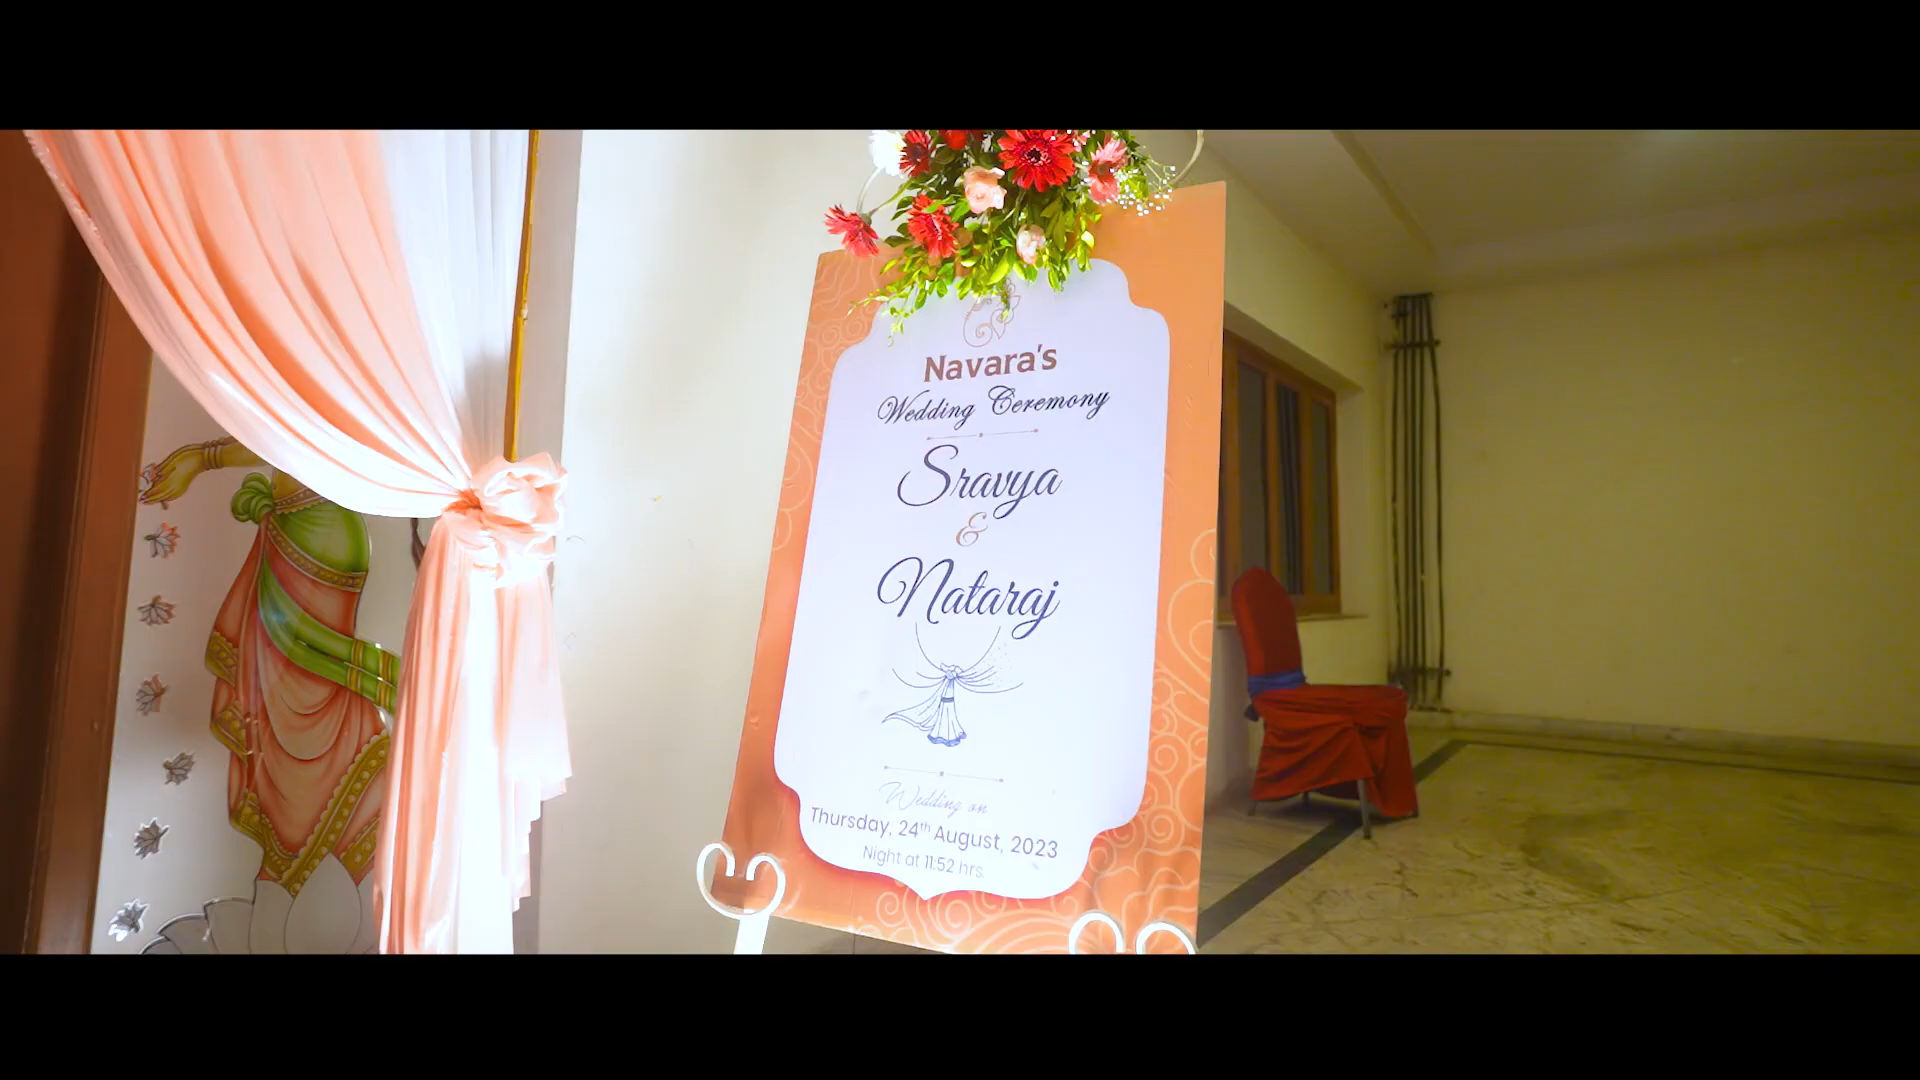 Navara's
Wedding Ceremony
Sravya
&
Nataraj
Wedding on
Thursday, 24th August, 2023
Night at 11:52 hrs.